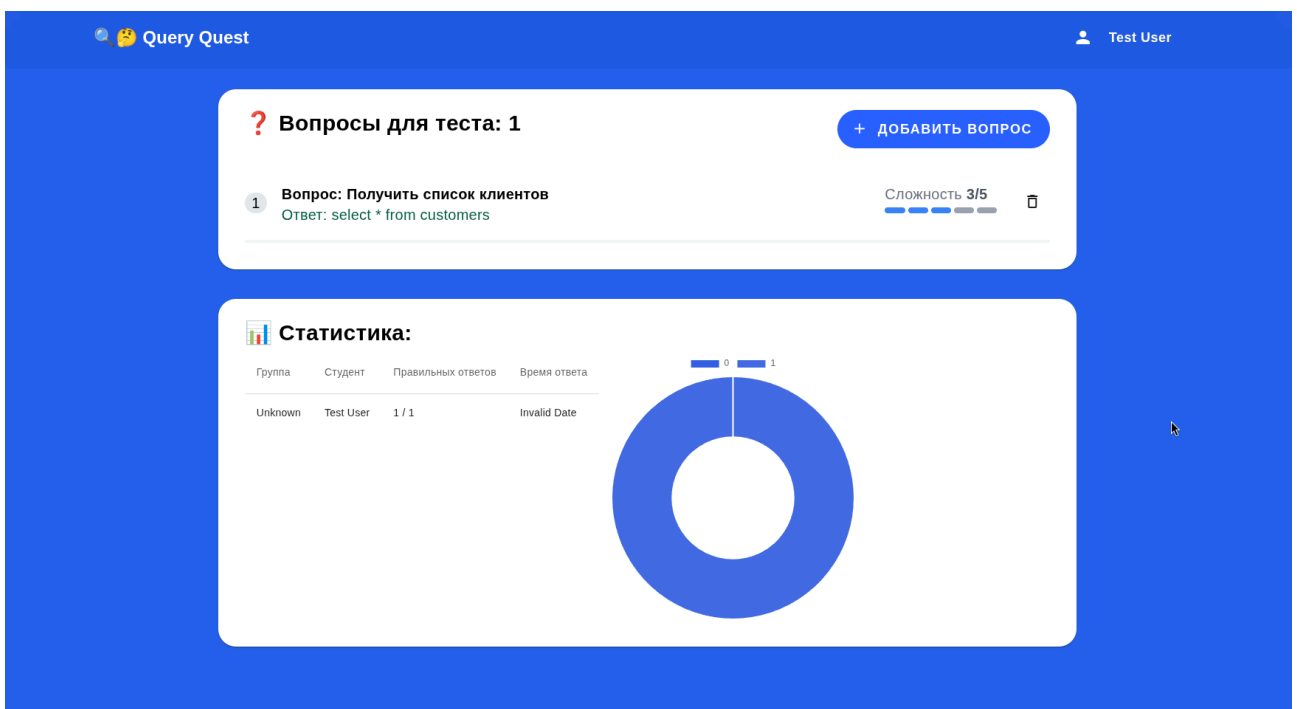 Query Quest
Test User
Вопросы для теста: 1
+ ДОБАВИТЬ ВОПРОС
1
Вопрос: Получить список клиентов
Ответ: select * from customers
Сложность 3/5
Статистика:
Группа Студент Правильных ответов Время ответа
Unknown Test User 1 / 1 Invalid Date
0 1